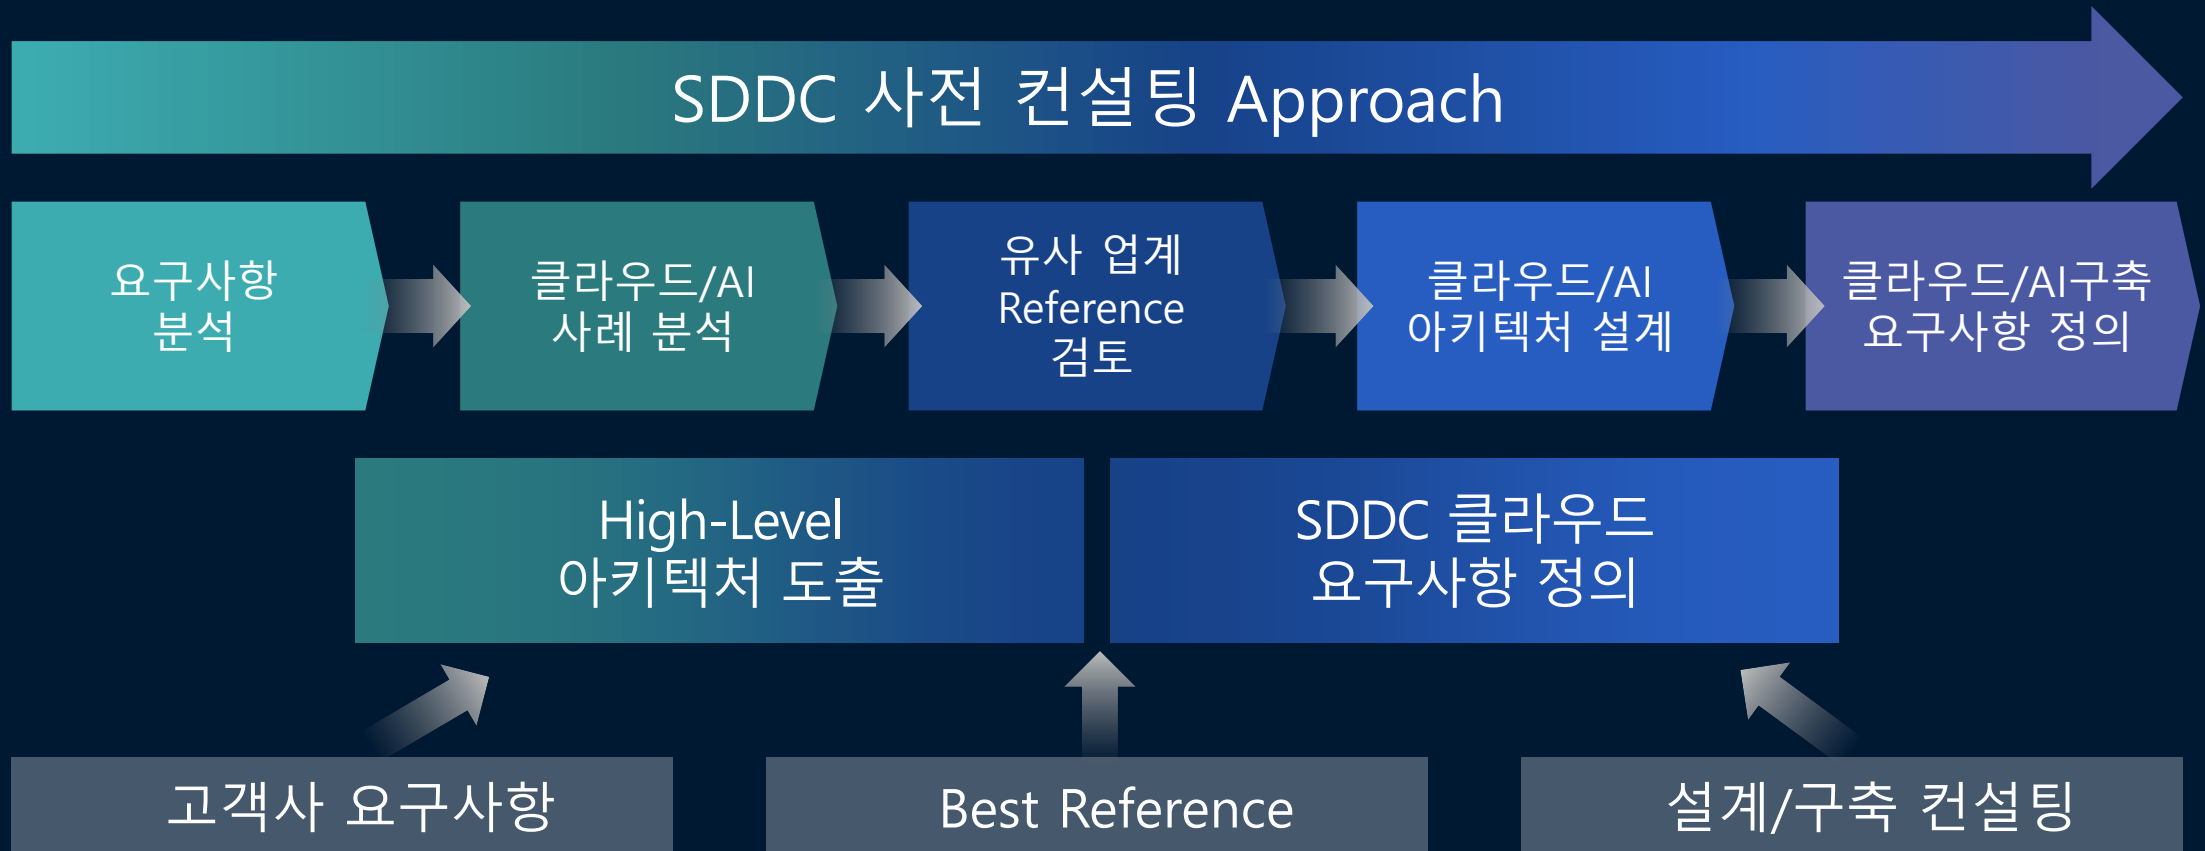 SDDC 사전 컨설팅 Approach
요구사항
분석
클라우드/AI
사례 분석
유사 업계
Reference
검토
클라우드/AI
아키텍처 설계
클라우드/AI구축
요구사항 정의
High-Level
아키텍처 도출
SDDC 클라우드
요구사항 정의
고객사 요구사항
Best Reference
설계/구축 컨설팅